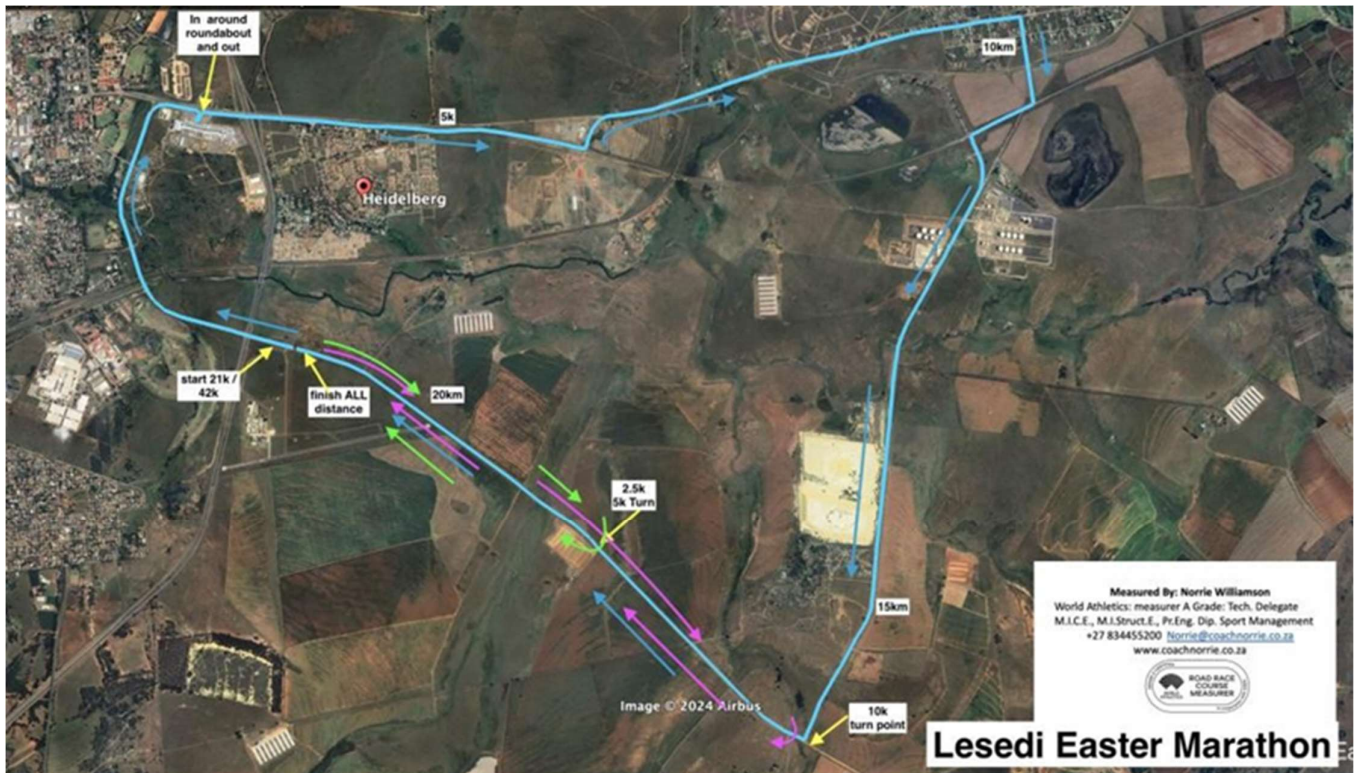 In around
roundabout
and out
10km
5k
Heidelberg
start 21k /
42k
finish ALL
distance
20km
2.5k
5k Turn
15km
Measured By: Norrie Williamson
World Athletics: measurer A Grade: Tech. Delegate
M.I.C.E., M.I.Struct.E., Pr.Eng. Dip. Sport Management
+27 834455200 Norrie@coachnorrie.co.za
www.coachnorrie.co.za
ROAD RACE
COURSE
MEASURER
Image © 2024 Airbus
10k
turn point
Lesedi Easter Marathon